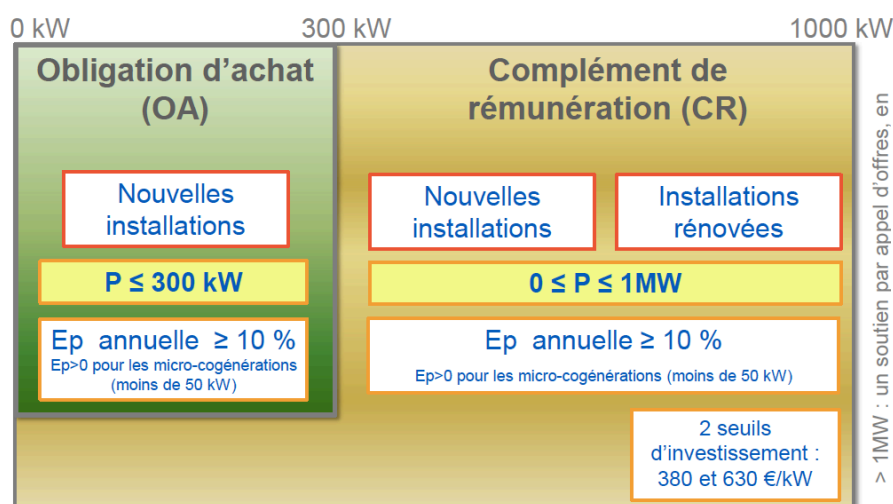 0 kW
300 kW
1000 kW
Obligation d'achat
(OA)
Nouvelles
installations
P ≤ 300 kW
Ep annuelle ≥ 10 %
Ep>0 pour les micro-cogénérations
(moins de 50 kW)
Complément de
rémunération (CR)
Nouvelles
installations
Installations
rénovées
0 ≤ P ≤ 1MW
Ep annuelle ≥ 10 %
Ep>0 pour les micro-cogénérations (moins de 50 kW)
2 seuils
d'investissement :
380 et 630 €/kW
> 1MW : un soutien par appel d'offres, en